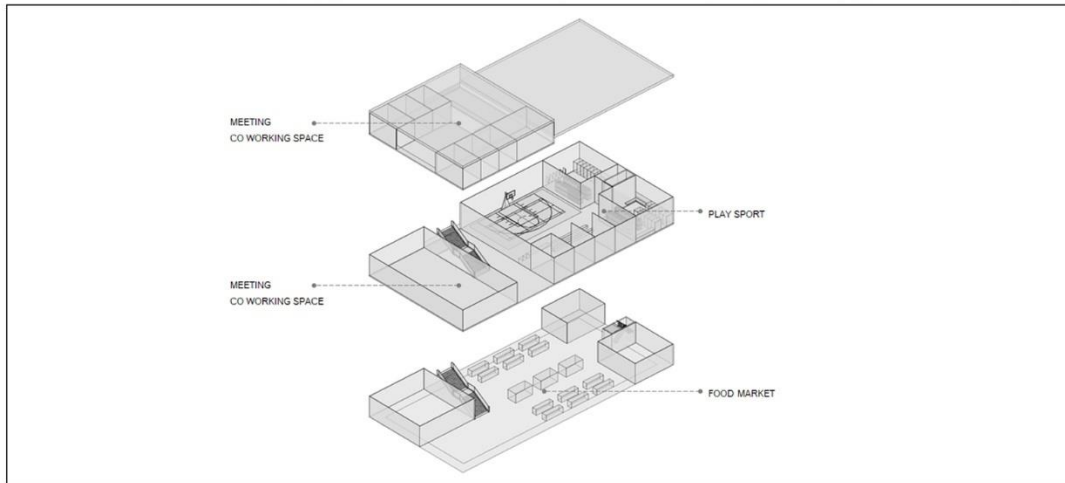 MEETING
CO WORKING SPACE
PLAY SPORT
MEETING
CO WORKING SPACE
FOOD MARKET